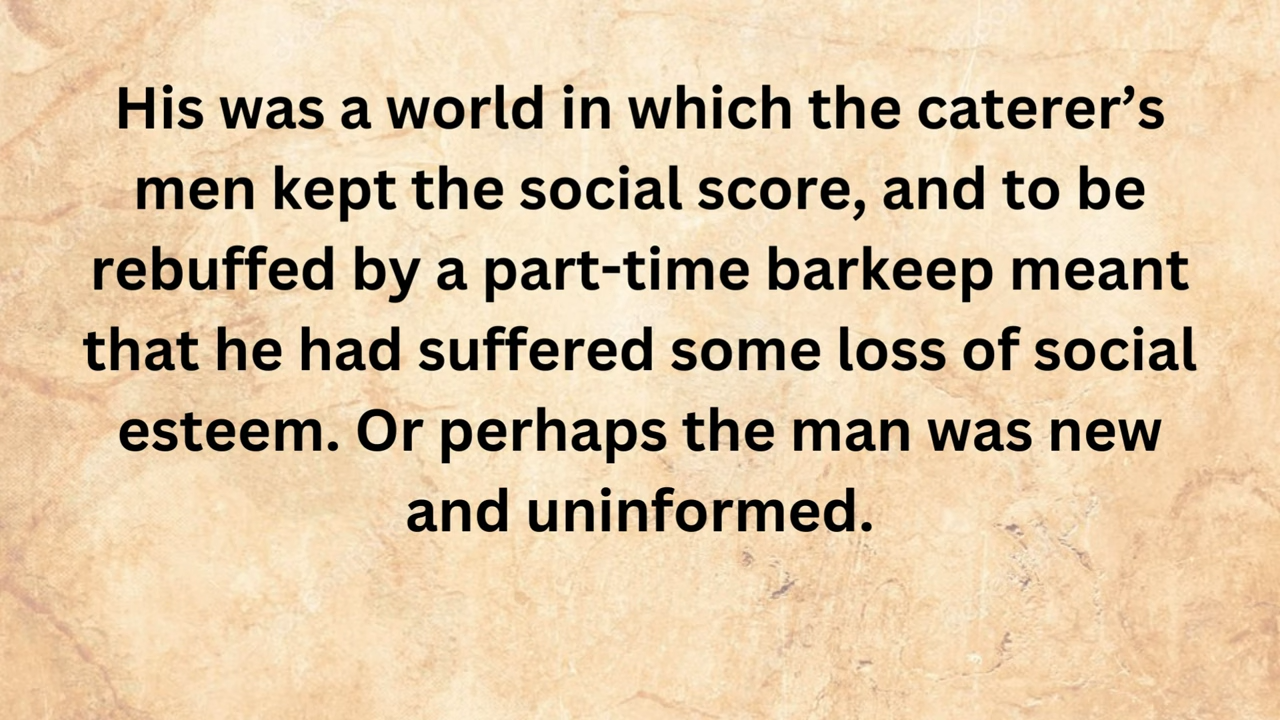 His was a world in which the caterer’s
men kept the social score, and to be
rebuffed by a part-time barkeep meant
that he had suffered some loss of social
esteem. Or perhaps the man was new
and uninformed.